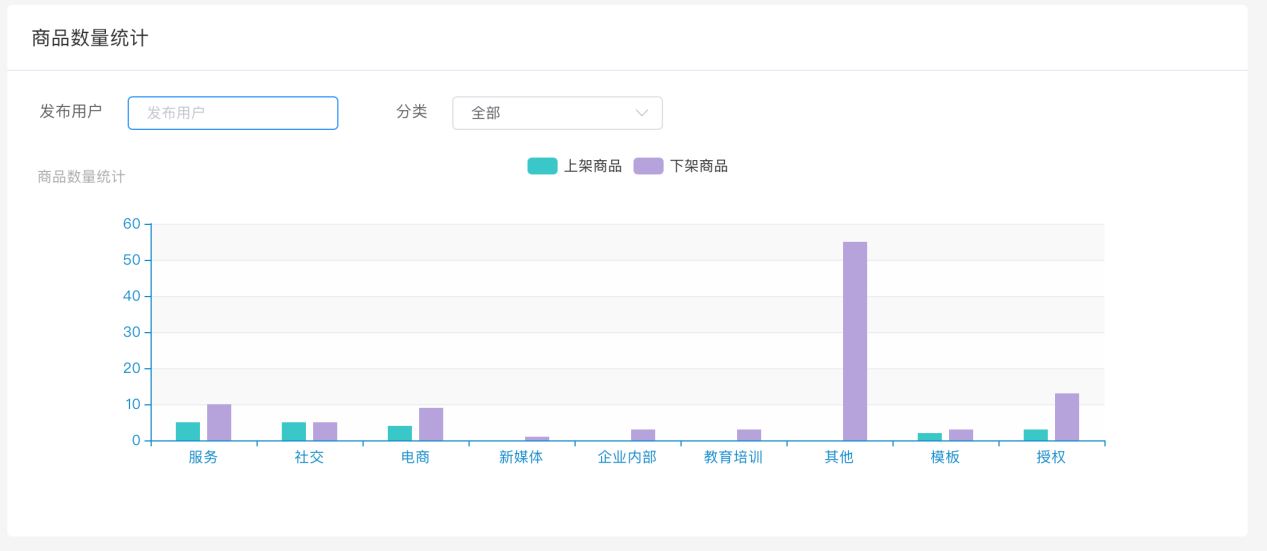 商品数量统计
发布用户 发布用户 分类 全部
上架商品 下架商品
商品数量统计
60
50
40
30
20
10
0
服务 社交 电商 新媒体 企业内部 教育培训 其他 模板 授权